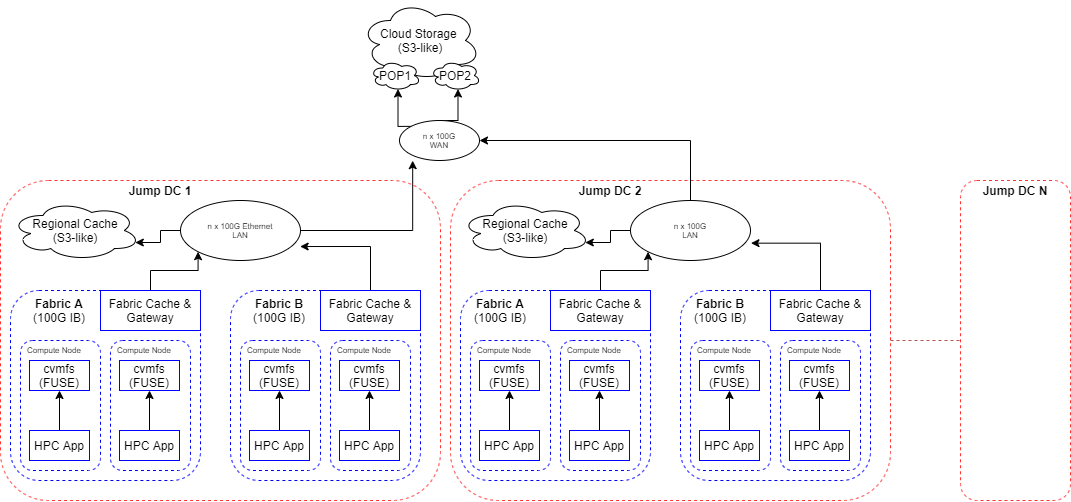 Cloud Storage
(S3-like)
POP1
POP2
n x 100G
WAN
Jump DC 1
Regional Cache
(S3-like)
n x 100G Ethernet
LAN
Fabric A
(100G IB)
Fabric Cache &
Gateway
Compute Node
cvmfs
(FUSE)
HPC App
Compute Node
cvmfs
(FUSE)
HPC App
Fabric B
(100G IB)
Fabric Cache &
Gateway
Compute Node
cvmfs
(FUSE)
HPC App
Compute Node
cvmfs
(FUSE)
HPC App
Jump DC 2
Regional Cache
(S3-like)
n x 100G
LAN
Fabric A
(100G IB)
Fabric Cache &
Gateway
Compute Node
cvmfs
(FUSE)
HPC App
Compute Node
cvmfs
(FUSE)
HPC App
Fabric B
(100G IB)
Fabric Cache &
Gateway
Compute Node
cvmfs
(FUSE)
HPC App
Compute Node
cvmfs
(FUSE)
HPC App
Jump DC N